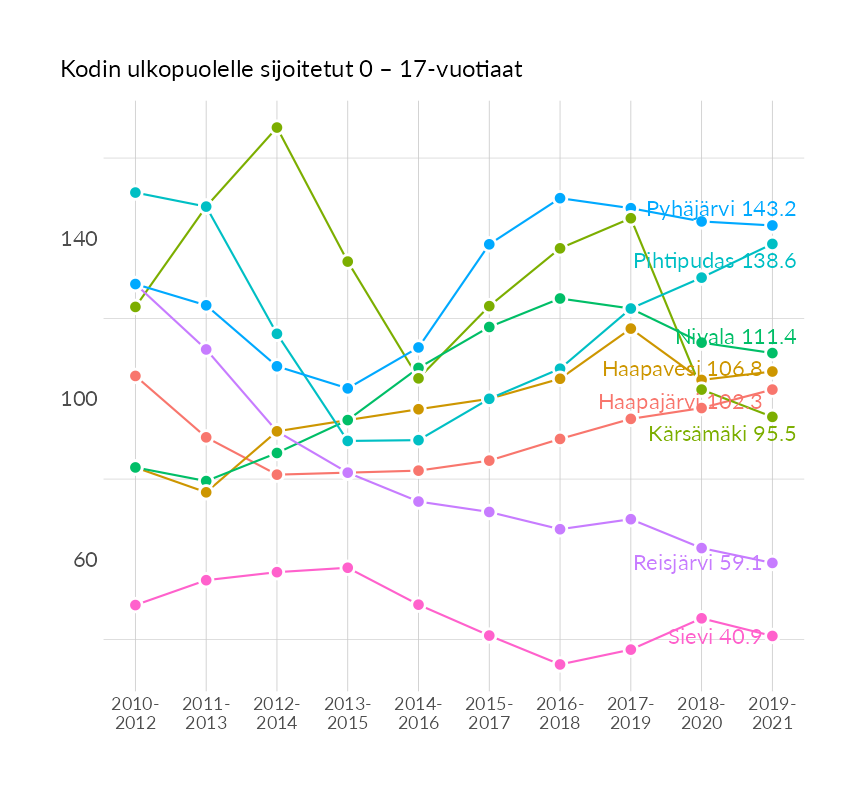 Kodin ulkopuolelle sijoitetut 0 – 17-vuotiaat
Pyhäjärvi 143.2
140
Pihtipudas 138.6
Nivala 111.4
Haapavesi 106.8
100
Haapajärvi 102.3
Kärsämäki 95.5
60
Reisjärvi 59.1
Sievi 40.9
2010- 2011- 2012- 2013- 2014- 2015- 2016- 2017- 2018- 2019-
2012 2013 2014 2015 2016 2017 2018 2019 2020 2021